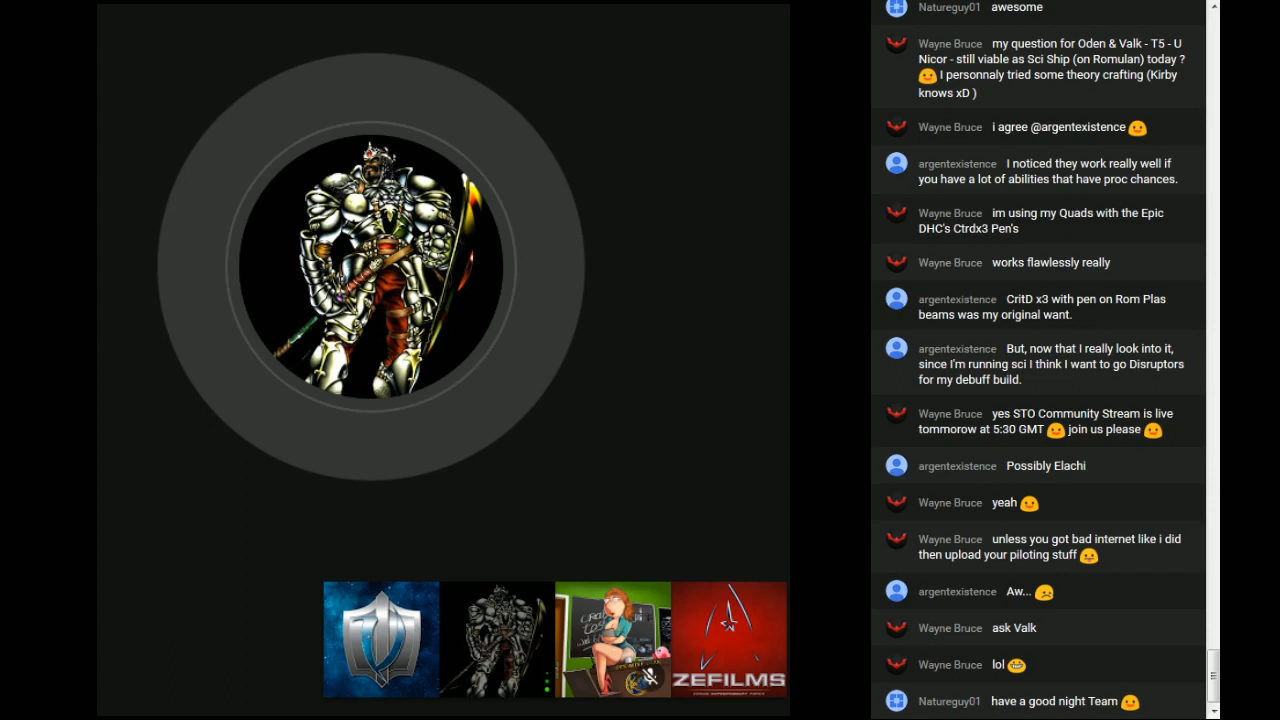 Natureguy01 awesome
Wayne Bruce my question for Oden & Valk - T5 - U
Nicor - still viable as Sci Ship (on Romulan) today ?
I personnaly tried some theory crafting (Kirby
knows xD )
Wayne Bruce i agree @argentexistence
argentexistence I noticed they work really well if
you have a lot of abilities that have proc chances.
Wayne Bruce im using my Quads with the Epic
DHC's Ctrdx3 Pen's
Wayne Bruce works flawlessly really
argentexistence CritD x3 with pen on Rom Plas
beams was my original want.
argentexistence But, now that I really look into it,
since I'm running sci I think I want to go Disruptors
for my debuff build.
Wayne Bruce yes STO Community Stream is live
tommorow at 5:30 GMT join us please
argentexistence Possibly Elachi
Wayne Bruce yeah
Wayne Bruce unless you got bad internet like i did
then upload your piloting stuff
argentexistence Aw...
Wayne Bruce ask Valk
Wayne Bruce lol
Natureguy01 have a good night Team
ZEFILMS